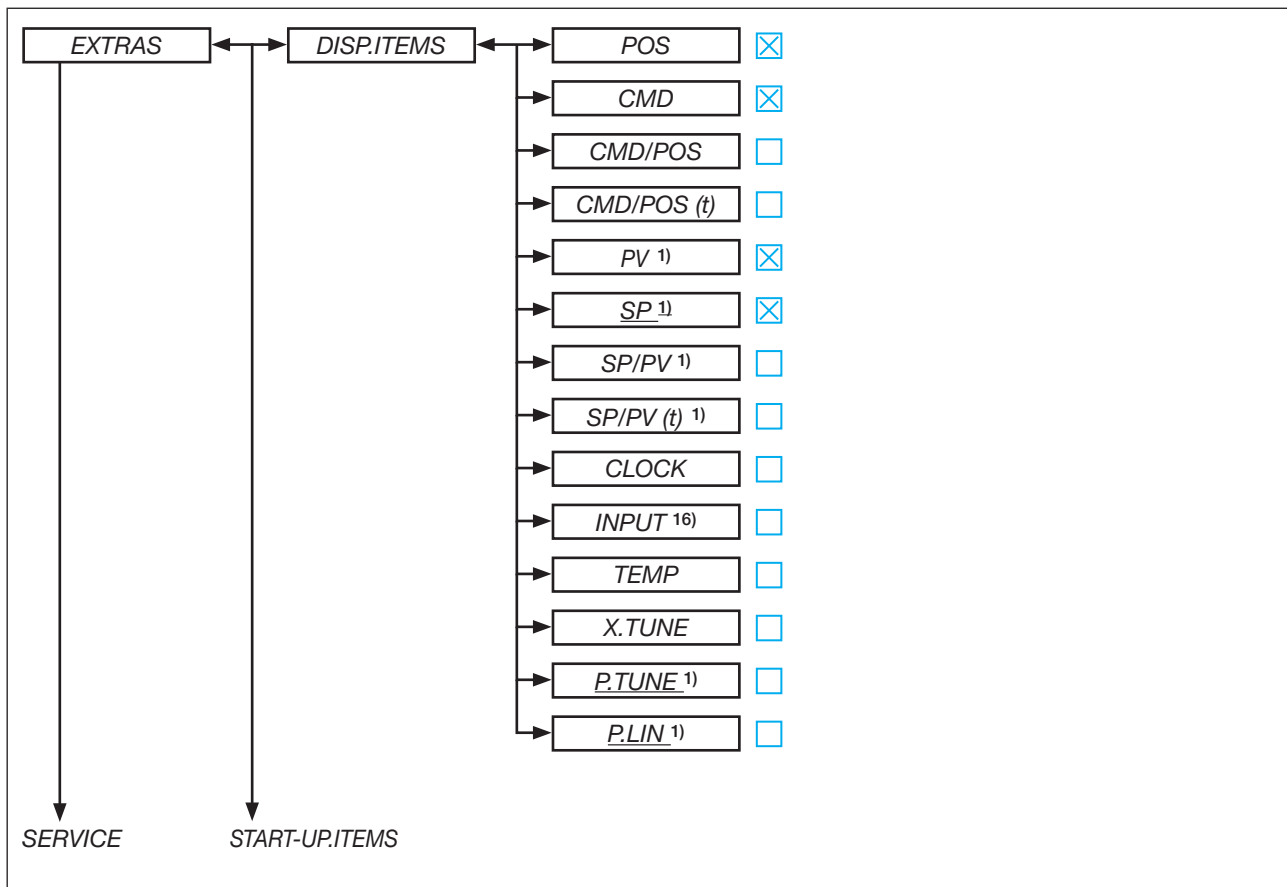 EXTRAS DISP.ITEMS POS
CMD
CMD/POS
CMD/POS (t)
PV 1)
SP 1)
SP/PV 1)
SP/PV (t) 1)
CLOCK
INPUT 16)
TEMP
X.TUNE
P.TUNE 1)
P.LIN 1)
SERVICE START-UP.ITEMS